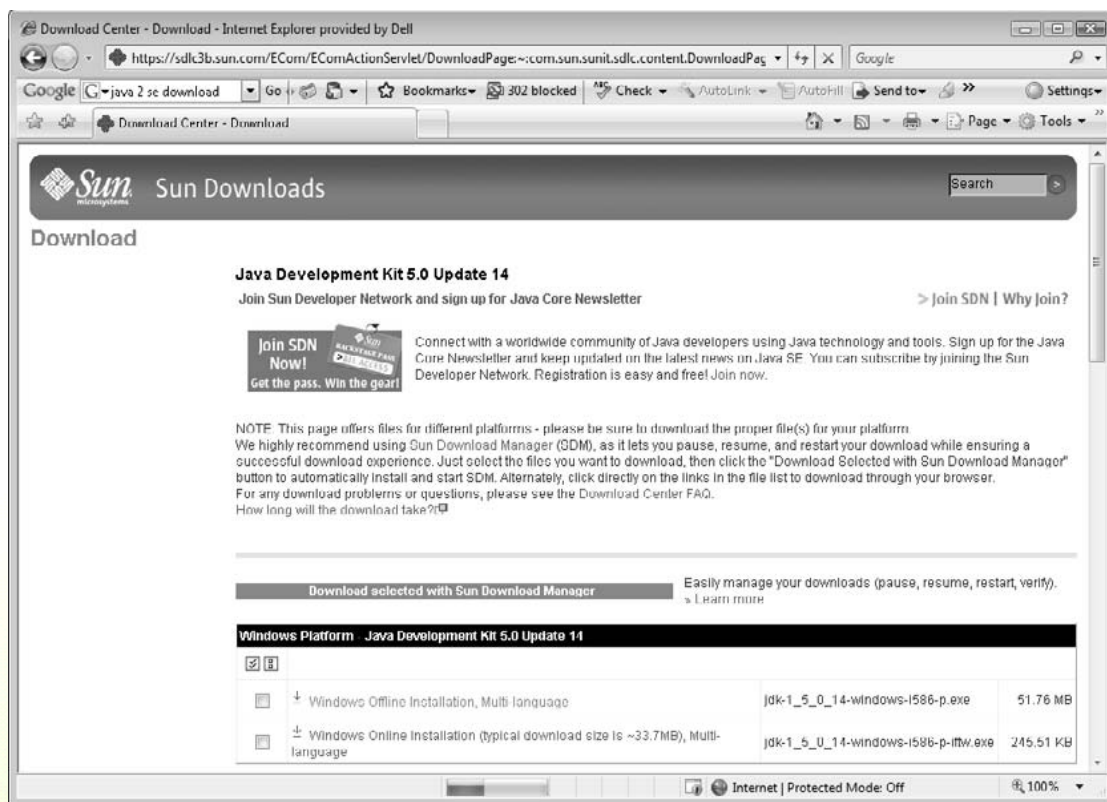 Download Center - Download - Internet Explorer provided by Dell
https://sdlc3b.sun.com/ECom/EComActionServlet/DownloadPage:~:com.sun.sunit.sdlc.content.DownloadPag
Google
Google
java 2 se download
Go
Bookmarks
302 blocked
Check
AutoLink
AutoFill
Send to
Settings
Download Center - Download
Page
Tools
Sun
microsystems
Sun Downloads
Search
Download
Java Development Kit 5.0 Update 14
Join Sun Developer Network and sign up for Java Core Newsletter
> Join SDN | Why Join?
Join SDN
Now!
Sun
BACKSTAGE PASS
ALL ACCESS
Get the pass. Win the gear!
Connect with a worldwide community of Java developers using Java technology and tools. Sign up for the Java
Core Newsletter and keep updated on the latest news on Java SE. You can subscribe by joining the Sun
Developer Network. Registration is easy and free! Join now.
NOTE: This page offers files for different platforms - please be sure to download the proper file(s) for your platform.
We highly recommend using Sun Download Manager (SDM), as it lets you pause, resume, and restart your download while ensuring a
successful download experience. Just select the files you want to download, then click the "Download Selected with Sun Download Manager"
button to automatically install and start SDM. Alternately, click directly on the links in the file list to download through your browser.
For any download problems or questions, please see the Download Center FAQ.
How long will the download take?
Download selected with Sun Download Manager
Easily manage your downloads (pause, resume, restart, verify).
» Learn more
Windows Platform - Java Development Kit 5.0 Update 14
Windows Offline Installation, Multi-language
jdk-1_5_0_14-windows-i586-p.exe
51.76 MB
Windows Online Installation (typical download size is ~33.7MB), Multi-
language
jdk-1_5_0_14-windows-i586-p-iftw.exe
245.51 KB
Internet | Protected Mode: Off
100%